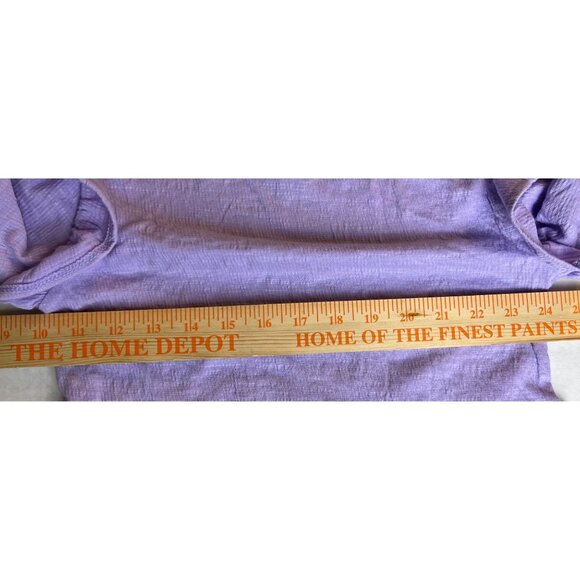 9 10 11 12 13 14 15 16 17 18 19 20 21 22 23 24 2
THE HOME DEPOT HOME OF THE FINEST PAINTS